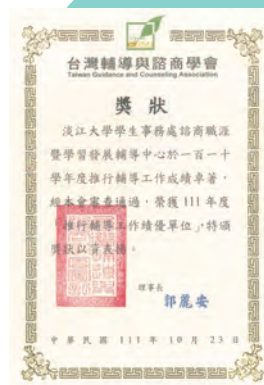 台灣輔導與諮商學會
Taiwan Guidance and Counseling Association
獎狀
淡江大學學生事務處諮商職涯
暨學習發展輔導中心於一百一十
學年度推行輔導工作成績卓著,
經本會審查通過,榮獲111年度
「推行輔導工作績優單位」,特頒
獎狀以資表揚。
理事長
郭麗安
中華民國 111 年 10 月 23 日